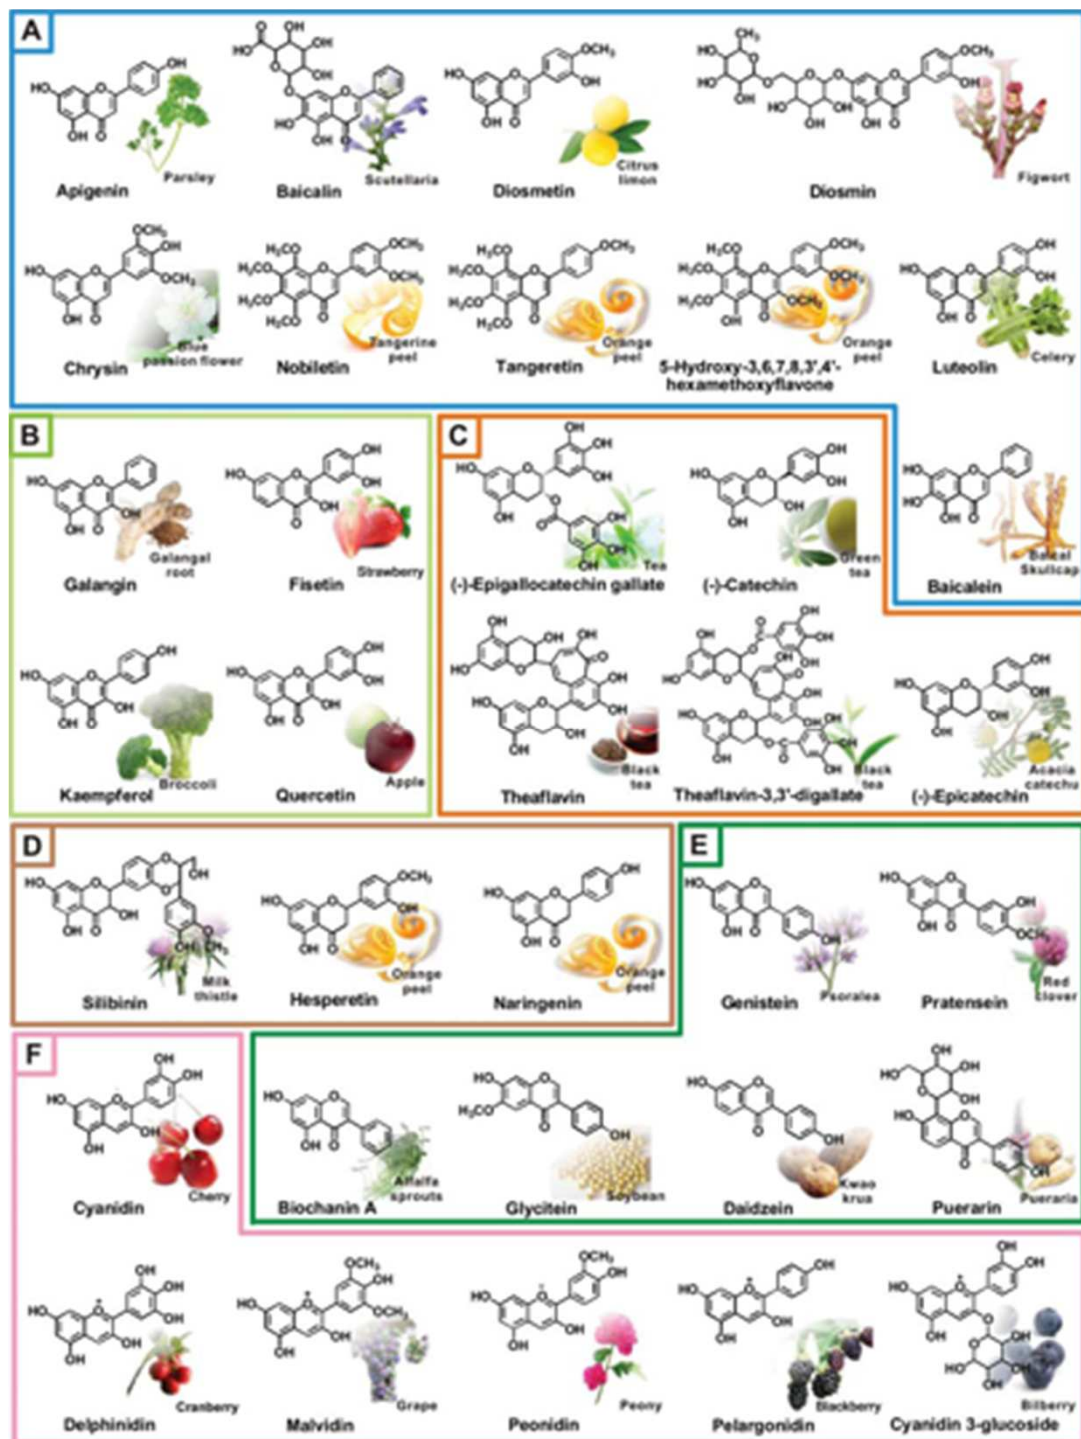 A
Apigenin
Parsley
Baicalin
Scutellaria
Diosmetin
Citrus
limon
Diosmin
Figwort
Chrysin
Blue
passion flower
Nobiletin
Tangerine
peel
Tangeretin
Orange
peel
5-Hydroxy-3,6,7,8,3',4'-
hexamethoxyflavone
Orange
peel
Luteolin
Celery
Baicalein
Baical
Skullcap
B
Galangin
Galangal
root
Fisetin
Strawberry
Kaempferol
Broccoli
Quercetin
Apple
C
(-)-Epigallocatechin gallate
Tea
(-)-Catechin
Green
tea
Theaflavin
Black
tea
Theaflavin-3,3'-digallate
Black
tea
(-)-Epicatechin
Acacia
catechu
D
Silibinin
Milk
thistle
Hesperetin
Orange
peel
Naringenin
Orange
peel
E
Genistein
Psoralea
Pratensein
Red
clover
Biochanin A
Alfalfa
sprouts
Glycitein
Soybean
Daidzein
Kwao
krua
Puerarin
Pueraria
F
Cyanidin
Cherry
Delphinidin
Cranberry
Malvidin
Grape
Peonidin
Peony
Pelargonidin
Blackberry
Cyanidin 3-glucoside
Bilberry